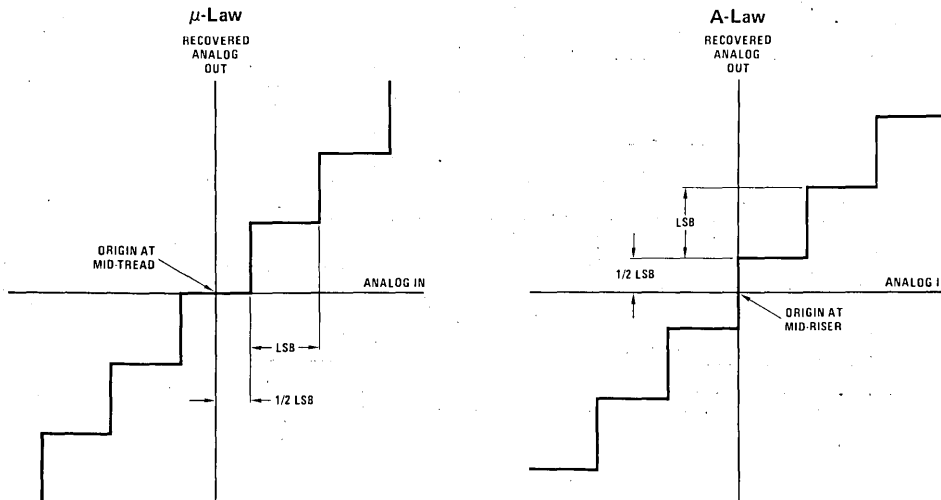 μ-Law
RECOVERED
ANALOG
OUT
ORIGIN AT
MID-TREAD
ANALOG IN
LSB
1/2 LSB
A-Law
RECOVERED
ANALOG
OUT
LSB
1/2 LSB
ANALOG I
ORIGIN AT
MID-RISER